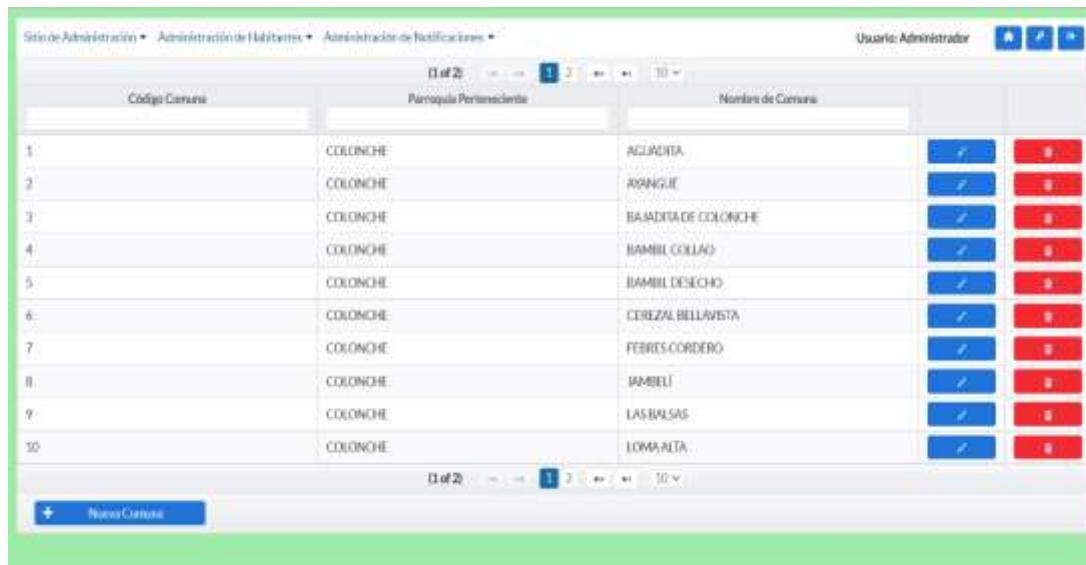 Sitio de Administración Administración de Habitantes Administración de Notificaciones Usuario: Administrador
(1 of 2) 1 2 10
Código Comuna Parroquia Perteneciente Nombre de Comuna
1 COLONCHE AGUADITA
2 COLONCHE AYANGUE
3 COLONCHE BAJADITA DE COLONCHE
4 COLONCHE BAMBIL COLLAO
5 COLONCHE BAMBIL DESECHO
6 COLONCHE CEREZAL BELLAVISTA
7 COLONCHE FEBRES CORDERO
8 COLONCHE JAMBELÍ
9 COLONCHE LAS BALSAS
10 COLONCHE LOMA ALTA
(1 of 2) 1 2 10
+ Nueva Comuna